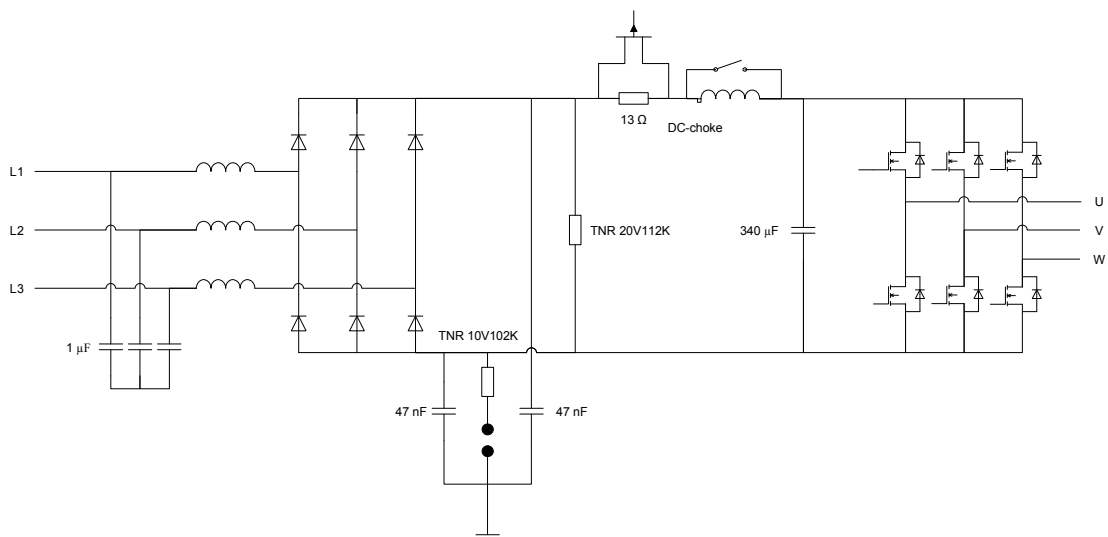 13 Ω
DC-choke
L1
L2
L3
TNR 20V112K
340 μF
U
V
W
TNR 10V102K
1 μF
47 nF
47 nF